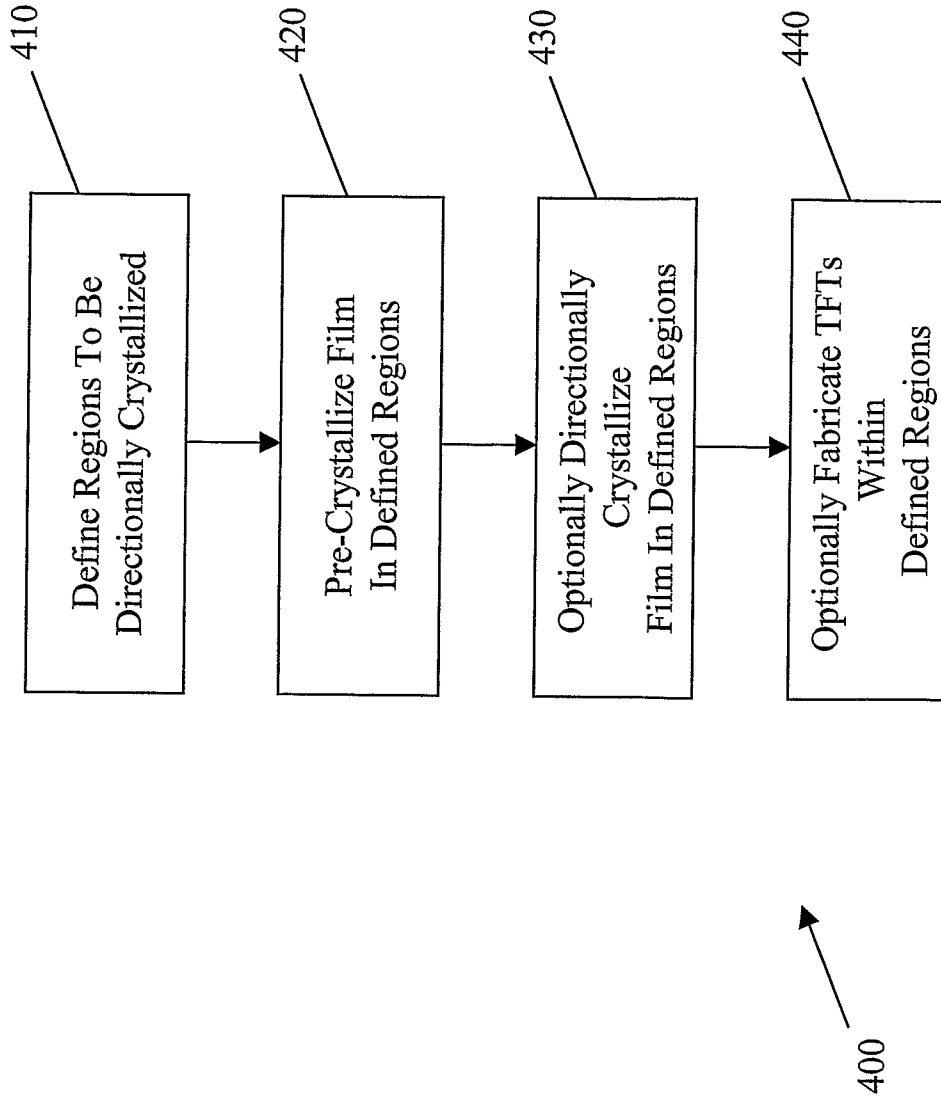 Define Regions To Be
Directionally Crystallized
410
Pre-Crystallize Film
In Defined Regions
420
Optionally Directionally
Crystallize
Film In Defined Regions
430
Optionally Fabricate TFTs
Within
Defined Regions
440
400